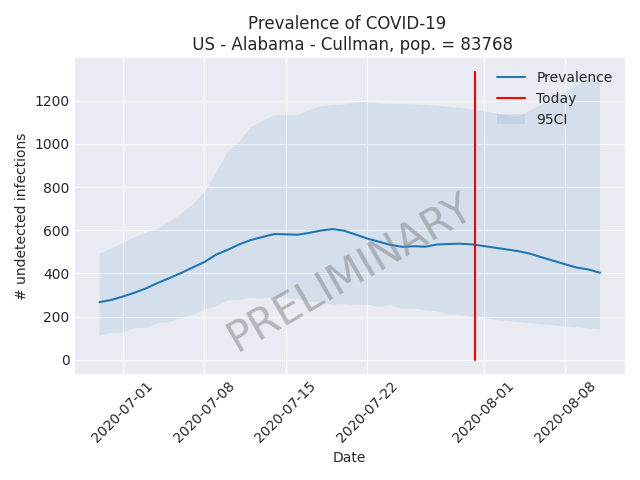 Prevalence of COVID-19
US - Alabama - Cullman, pop. = 83768
Prevalence
Today
95CI
# undetected infections
1200
1000
800
600
400
200
0
PRELIMINARY
2020-07-01
2020-07-08
2020-07-15
2020-07-22
2020-08-01
2020-08-08
Date